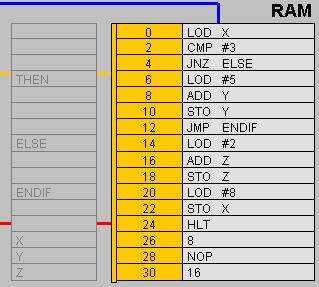 RAM
0 LOD X
2 CMP #3
4 JNZ ELSE
THEN 6 LOD #5
8 ADD Y
10 STO Y
12 JMP ENDIF
ELSE 14 LOD #2
16 ADD Z
18 STO Z
ENDIF 20 LOD #8
22 STO X
24 HLT
X 26 8
Y 28 NOP
Z 30 16